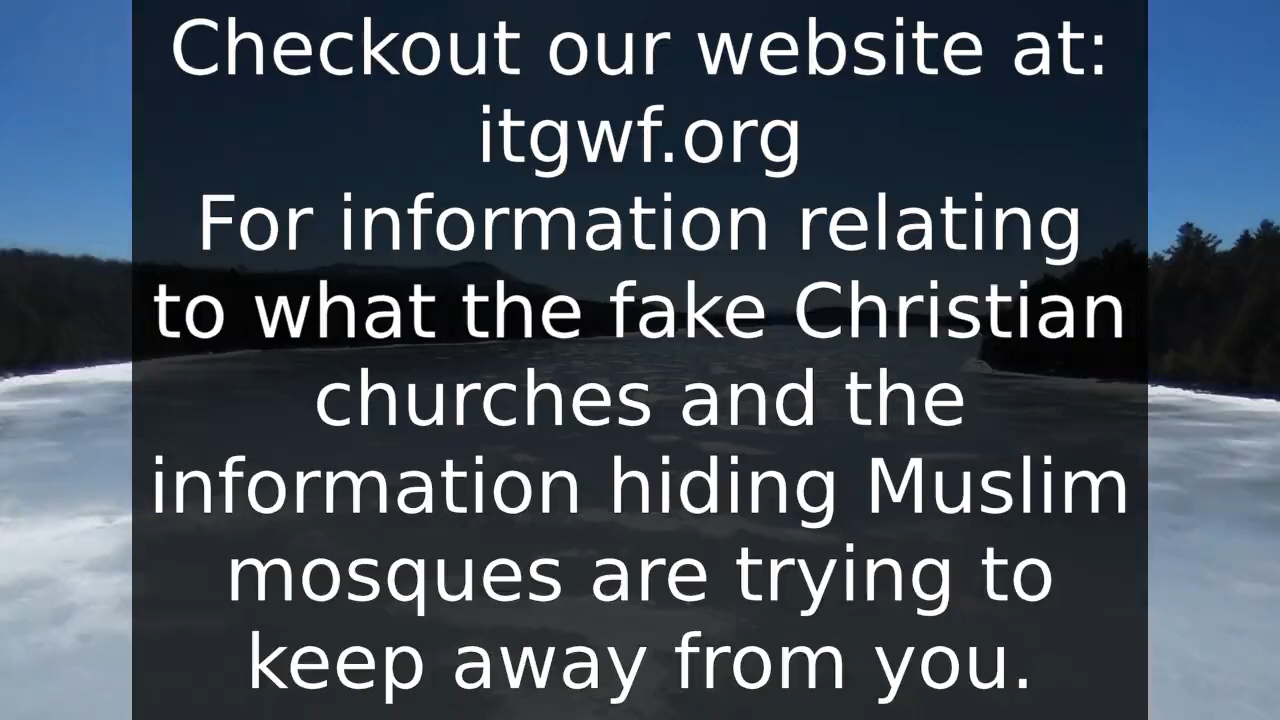 Checkout our website at:
itgwf.org
For information relating
to what the fake Christian
churches and the
information hiding Muslim
mosques are trying to
keep away from you.